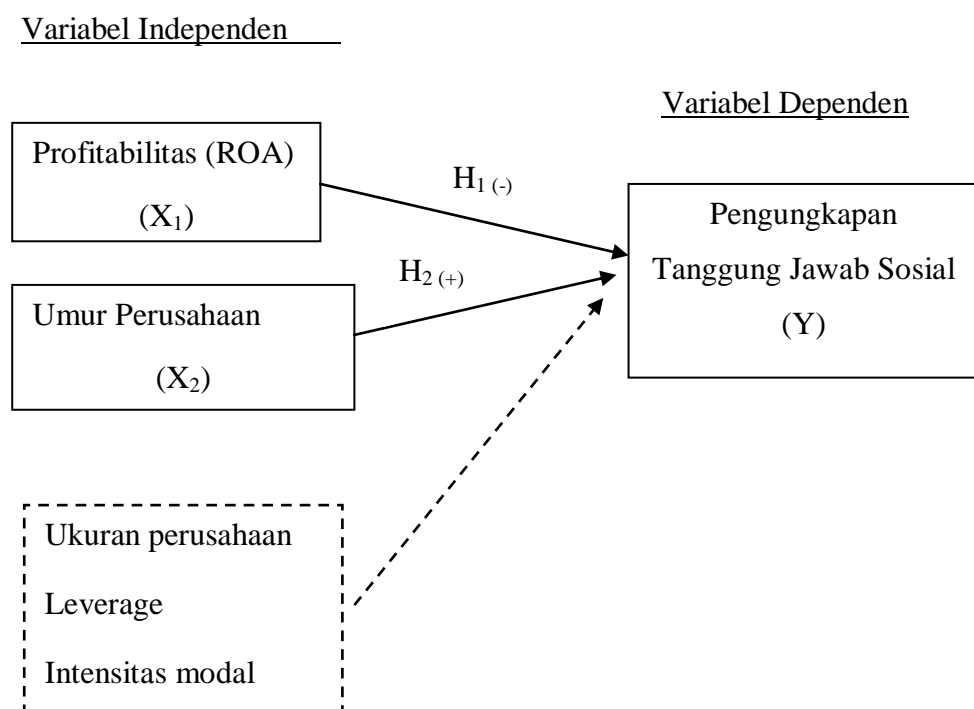 Variabel Independen
Variabel Dependen
Profitabilitas (ROA)
(X₁)
H₁ (-)
Pengungkapan
Tanggung Jawab Sosial
(Y)
H₂ (+)
Umur Perusahaan
(X₂)
Ukuran perusahaan
Leverage
Intensitas modal